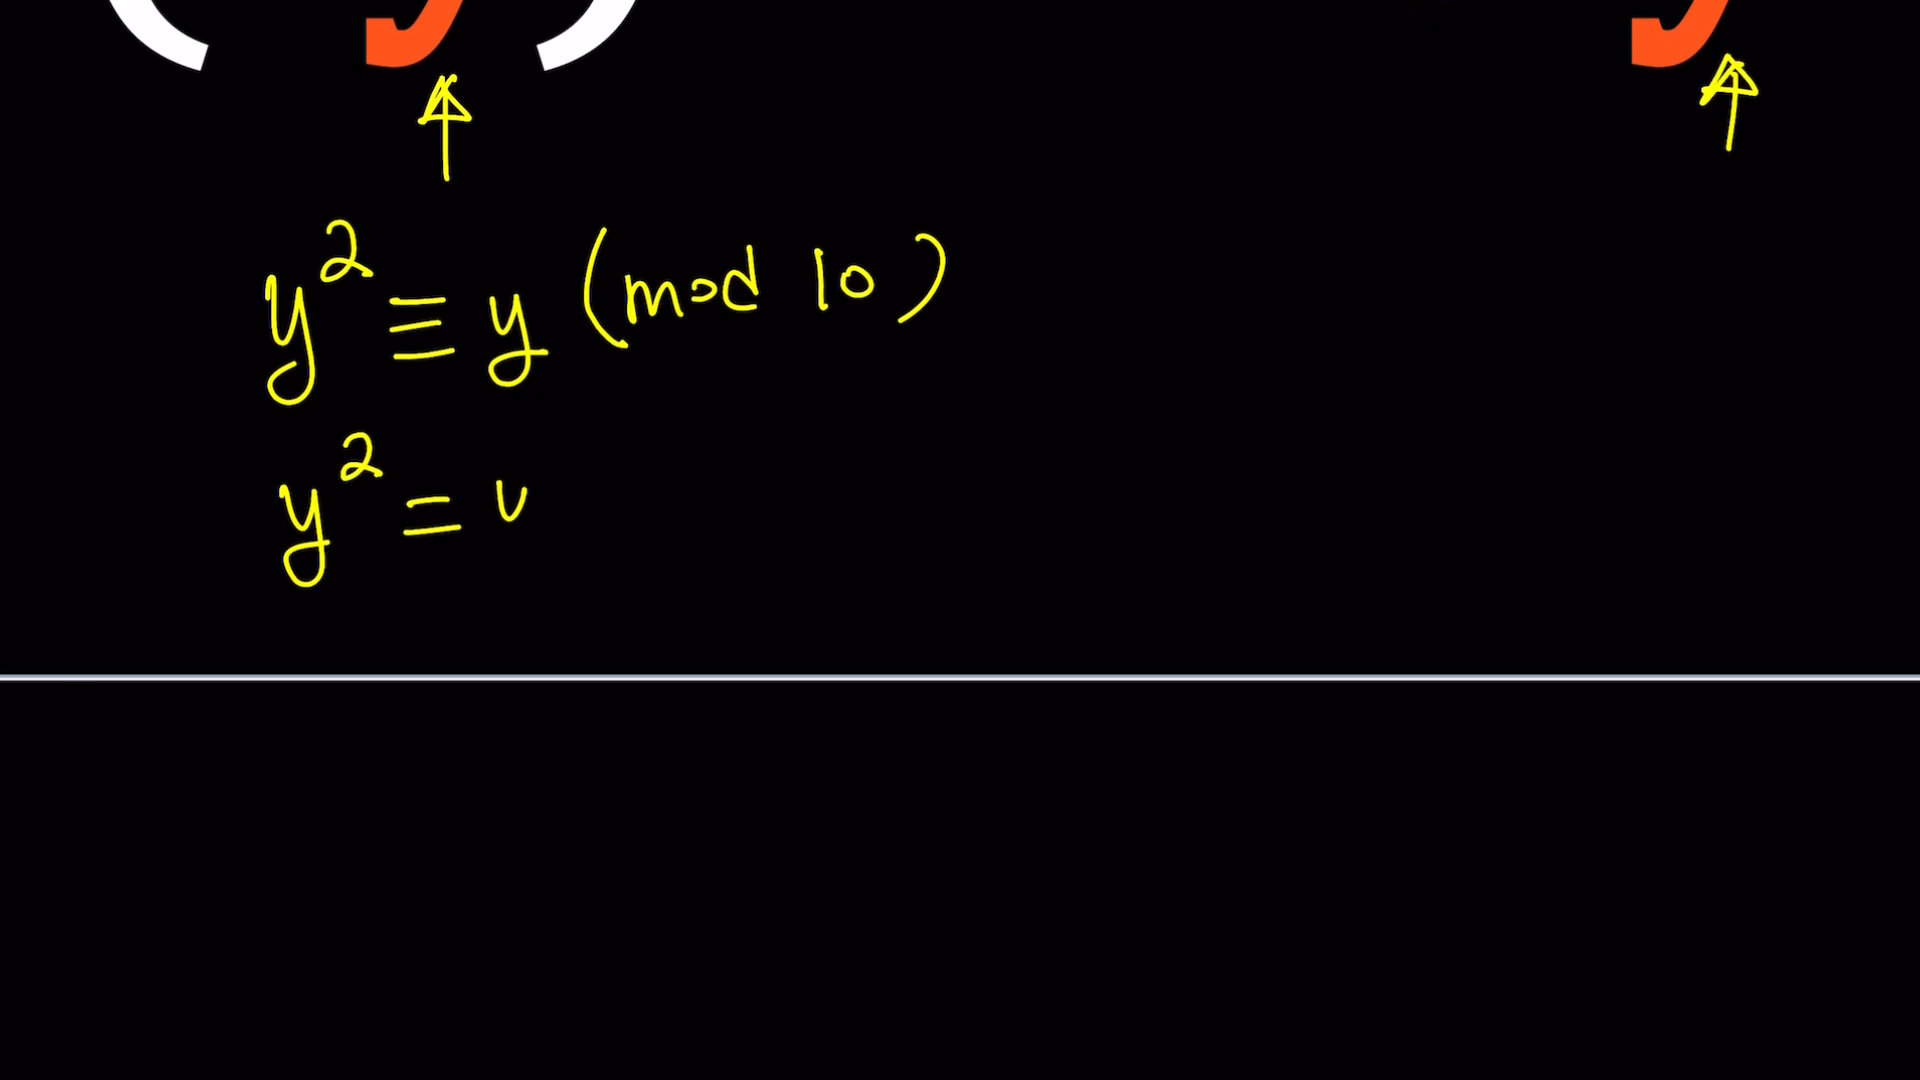 ( y ) y
y² ≡ y (mod 10)
y² =